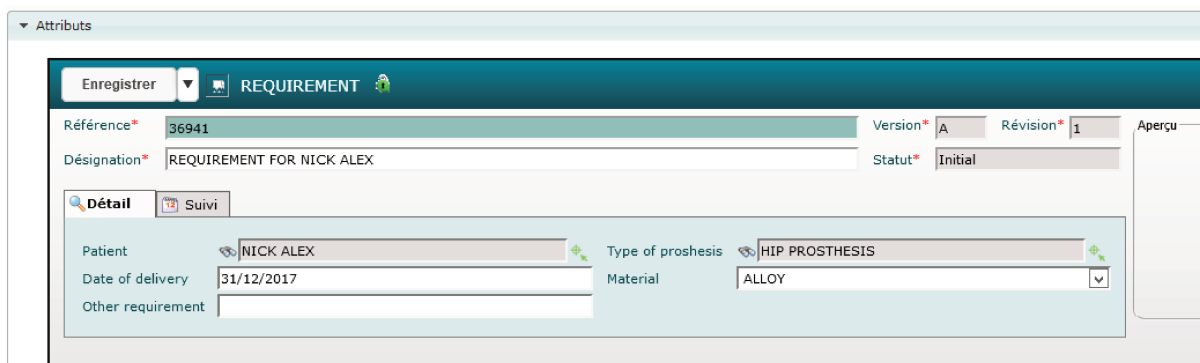 Attributs
Enregistrer REQUIREMENT
Référence* 36941 Version* A Révision* 1 Aperçu
Désignation* REQUIREMENT FOR NICK ALEX Statut* Initial
Détail 12 Suivi
Patient NICK ALEX Type of proshesis HIP PROSTHESIS
Date of delivery 31/12/2017 Material ALLOY
Other requirement